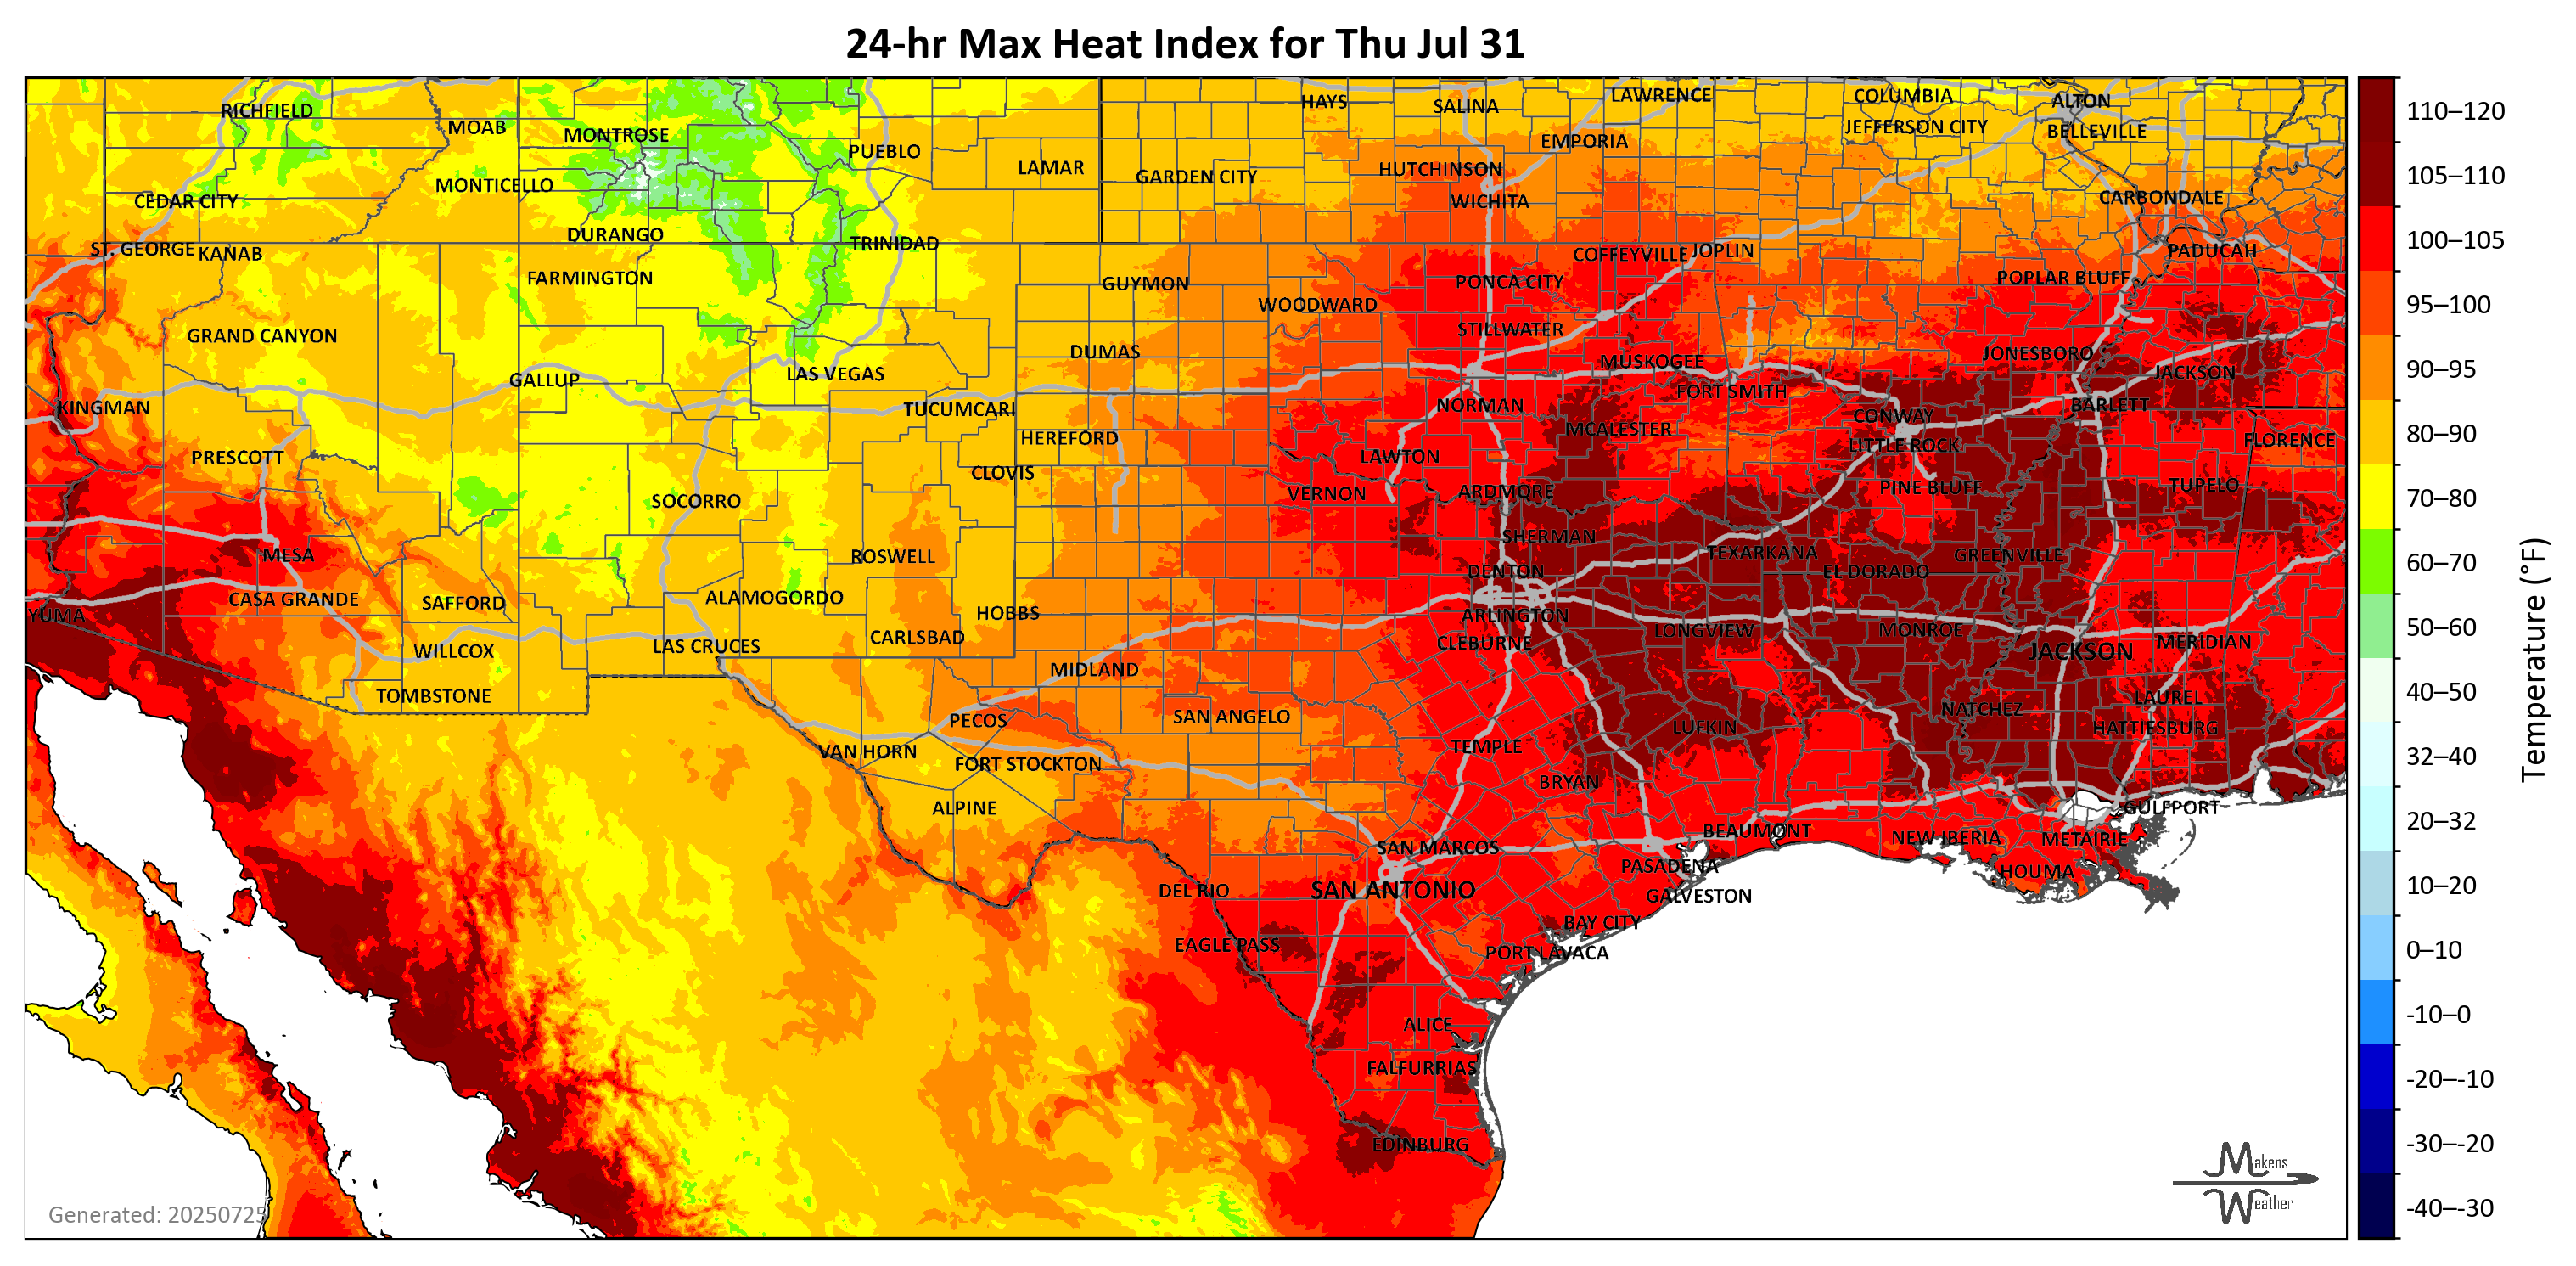 24-hr Max Heat Index for Thu Jul 31
RICHFIELD
MOAB
MONTROSE
PUEBLO
LAMAR
HAYS
SALINA
LAWRENCE
COLUMBIA
ALTON
JEFFERSON CITY
BELLEVILLE
EMPORIA
HUTCHINSON
GARDEN CITY
MONTICELLO
CEDAR CITY
WICHITA
CARBONDALE
DURANGO
TRINIDAD
ST. GEORGE
KANAB
COFFEYVILLE
JOPLIN
PADUCAH
FARMINGTON
GUYMON
PONCA CITY
POPLAR BLUFF
WOODWARD
GRAND CANYON
STILLWATER
DUMAS
JONESBORO
MUSKOGEE
GALLUP
LAS VEGAS
JACKSON
FORT SMITH
KINGMAN
TUCUMCARI
NORMAN
BARLETT
CONWAY
HEREFORD
MCALESTER
LITTLE ROCK
FLORENCE
PRESCOTT
LAWTON
CLOVIS
SOCORRO
VERNON
ARDMORE
PINE BLUFF
TUPELO
SHERMAN
MESA
ROSWELL
TEXARKANA
GREENVILLE
DENTON
EL DORADO
CASA GRANDE
SAFFORD
ALAMOGORDO
HOBBS
YUMA
ARLINGTON
CARLSBAD
CLEBURNE
LONGVIEW
MONROE
LAS CRUCES
WILLCOX
JACKSON
MERIDIAN
MIDLAND
TOMBSTONE
LAUREL
NATCHEZ
PECOS
SAN ANGELO
LUFKIN
HATTIESBURG
VAN HORN
TEMPLE
FORT STOCKTON
BRYAN
ALPINE
GULFPORT
BEAUMONT
NEW IBERIA
METAIRIE
SAN MARCOS
PASADENA
HOUMA
DEL RIO
SAN ANTONIO
GALVESTON
BAY CITY
EAGLE PASS
PORT LAVACA
ALICE
FALFURRIAS
EDINBURG
Generated: 20250725
Makens
Weather
110–120
105–110
100–105
95–100
90–95
80–90
70–80
60–70
50–60
40–50
32–40
20–32
10–20
0–10
-10–0
-20–-10
-30–-20
-40–-30
Temperature (°F)